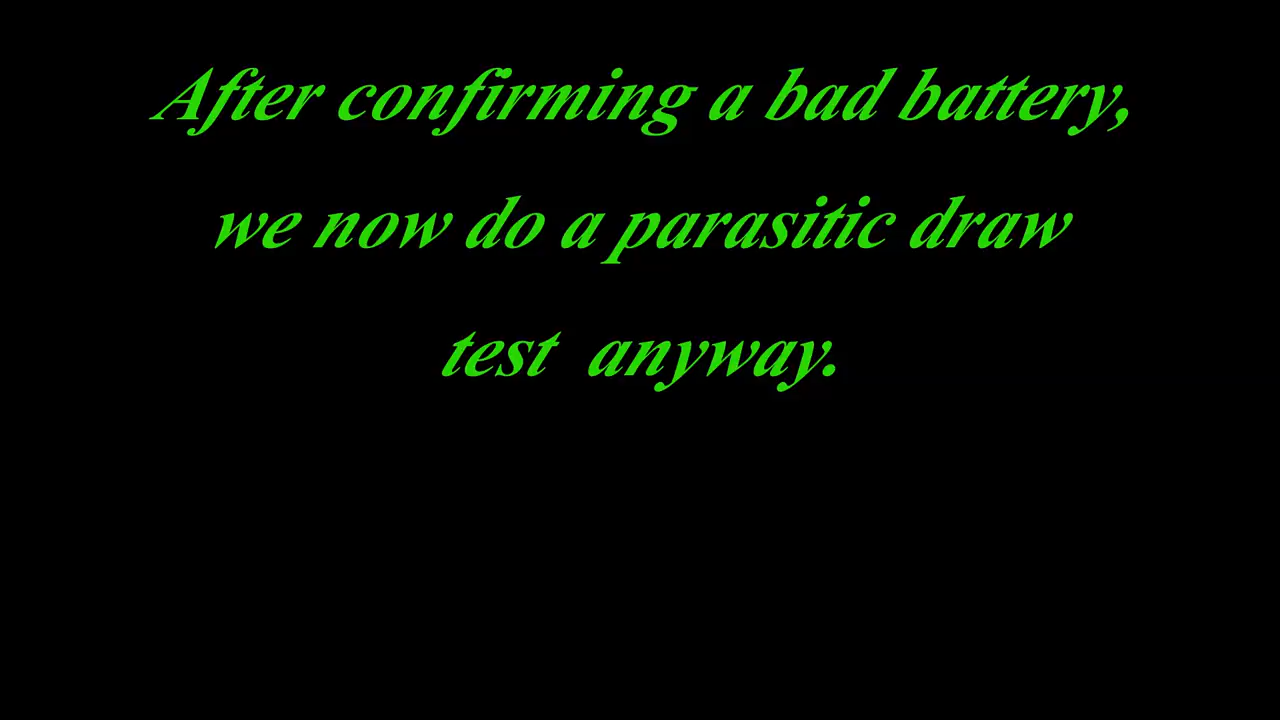 After confirming a bad battery,
we now do a parasitic draw
test  anyway.